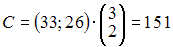 C = (33; 26) · (3 2) = 151